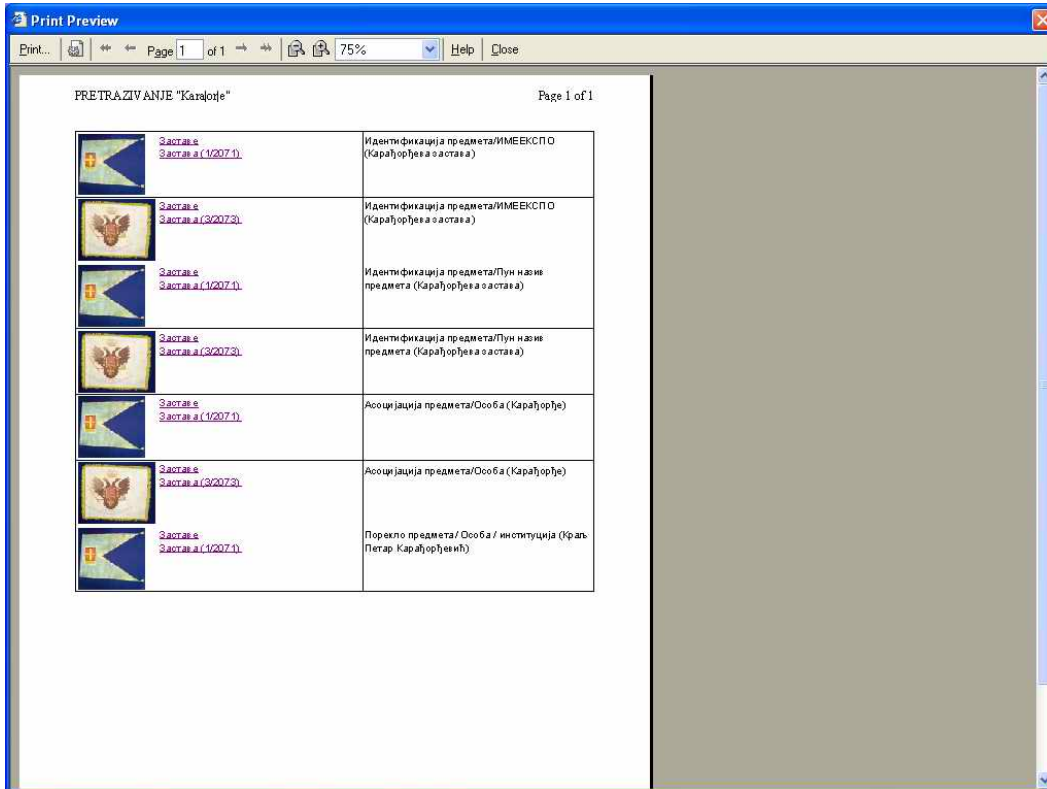 Print Preview
Print... Page 1 of 1 75% Help Close
PRETRAZIVANJE "Karaĵorĵe" Page 1 of 1
Заставе
Застава (1/2071)
Идентификација предмета/ИМЕЕКСПО
(Карађорђева застава)
Заставе
Застава (3/2073)
Идентификација предмета/ИМЕЕКСПО
(Карађорђева застава)
Заставе
Застава (1/2071)
Идентификација предмета/Пун назив
предмета (Карађорђева застава)
Заставе
Застава (3/2073)
Идентификација предмета/Пун назив
предмета (Карађорђева застава)
Заставе
Застава (1/2071)
Асоцијација предмета/Особа (Карађорђе)
Заставе
Застава (3/2073)
Асоцијација предмета/Особа (Карађорђе)
Заставе
Застава (1/2071)
Порекло предмета/ Особа / институција (Краљ
Петар Карађорђевић)